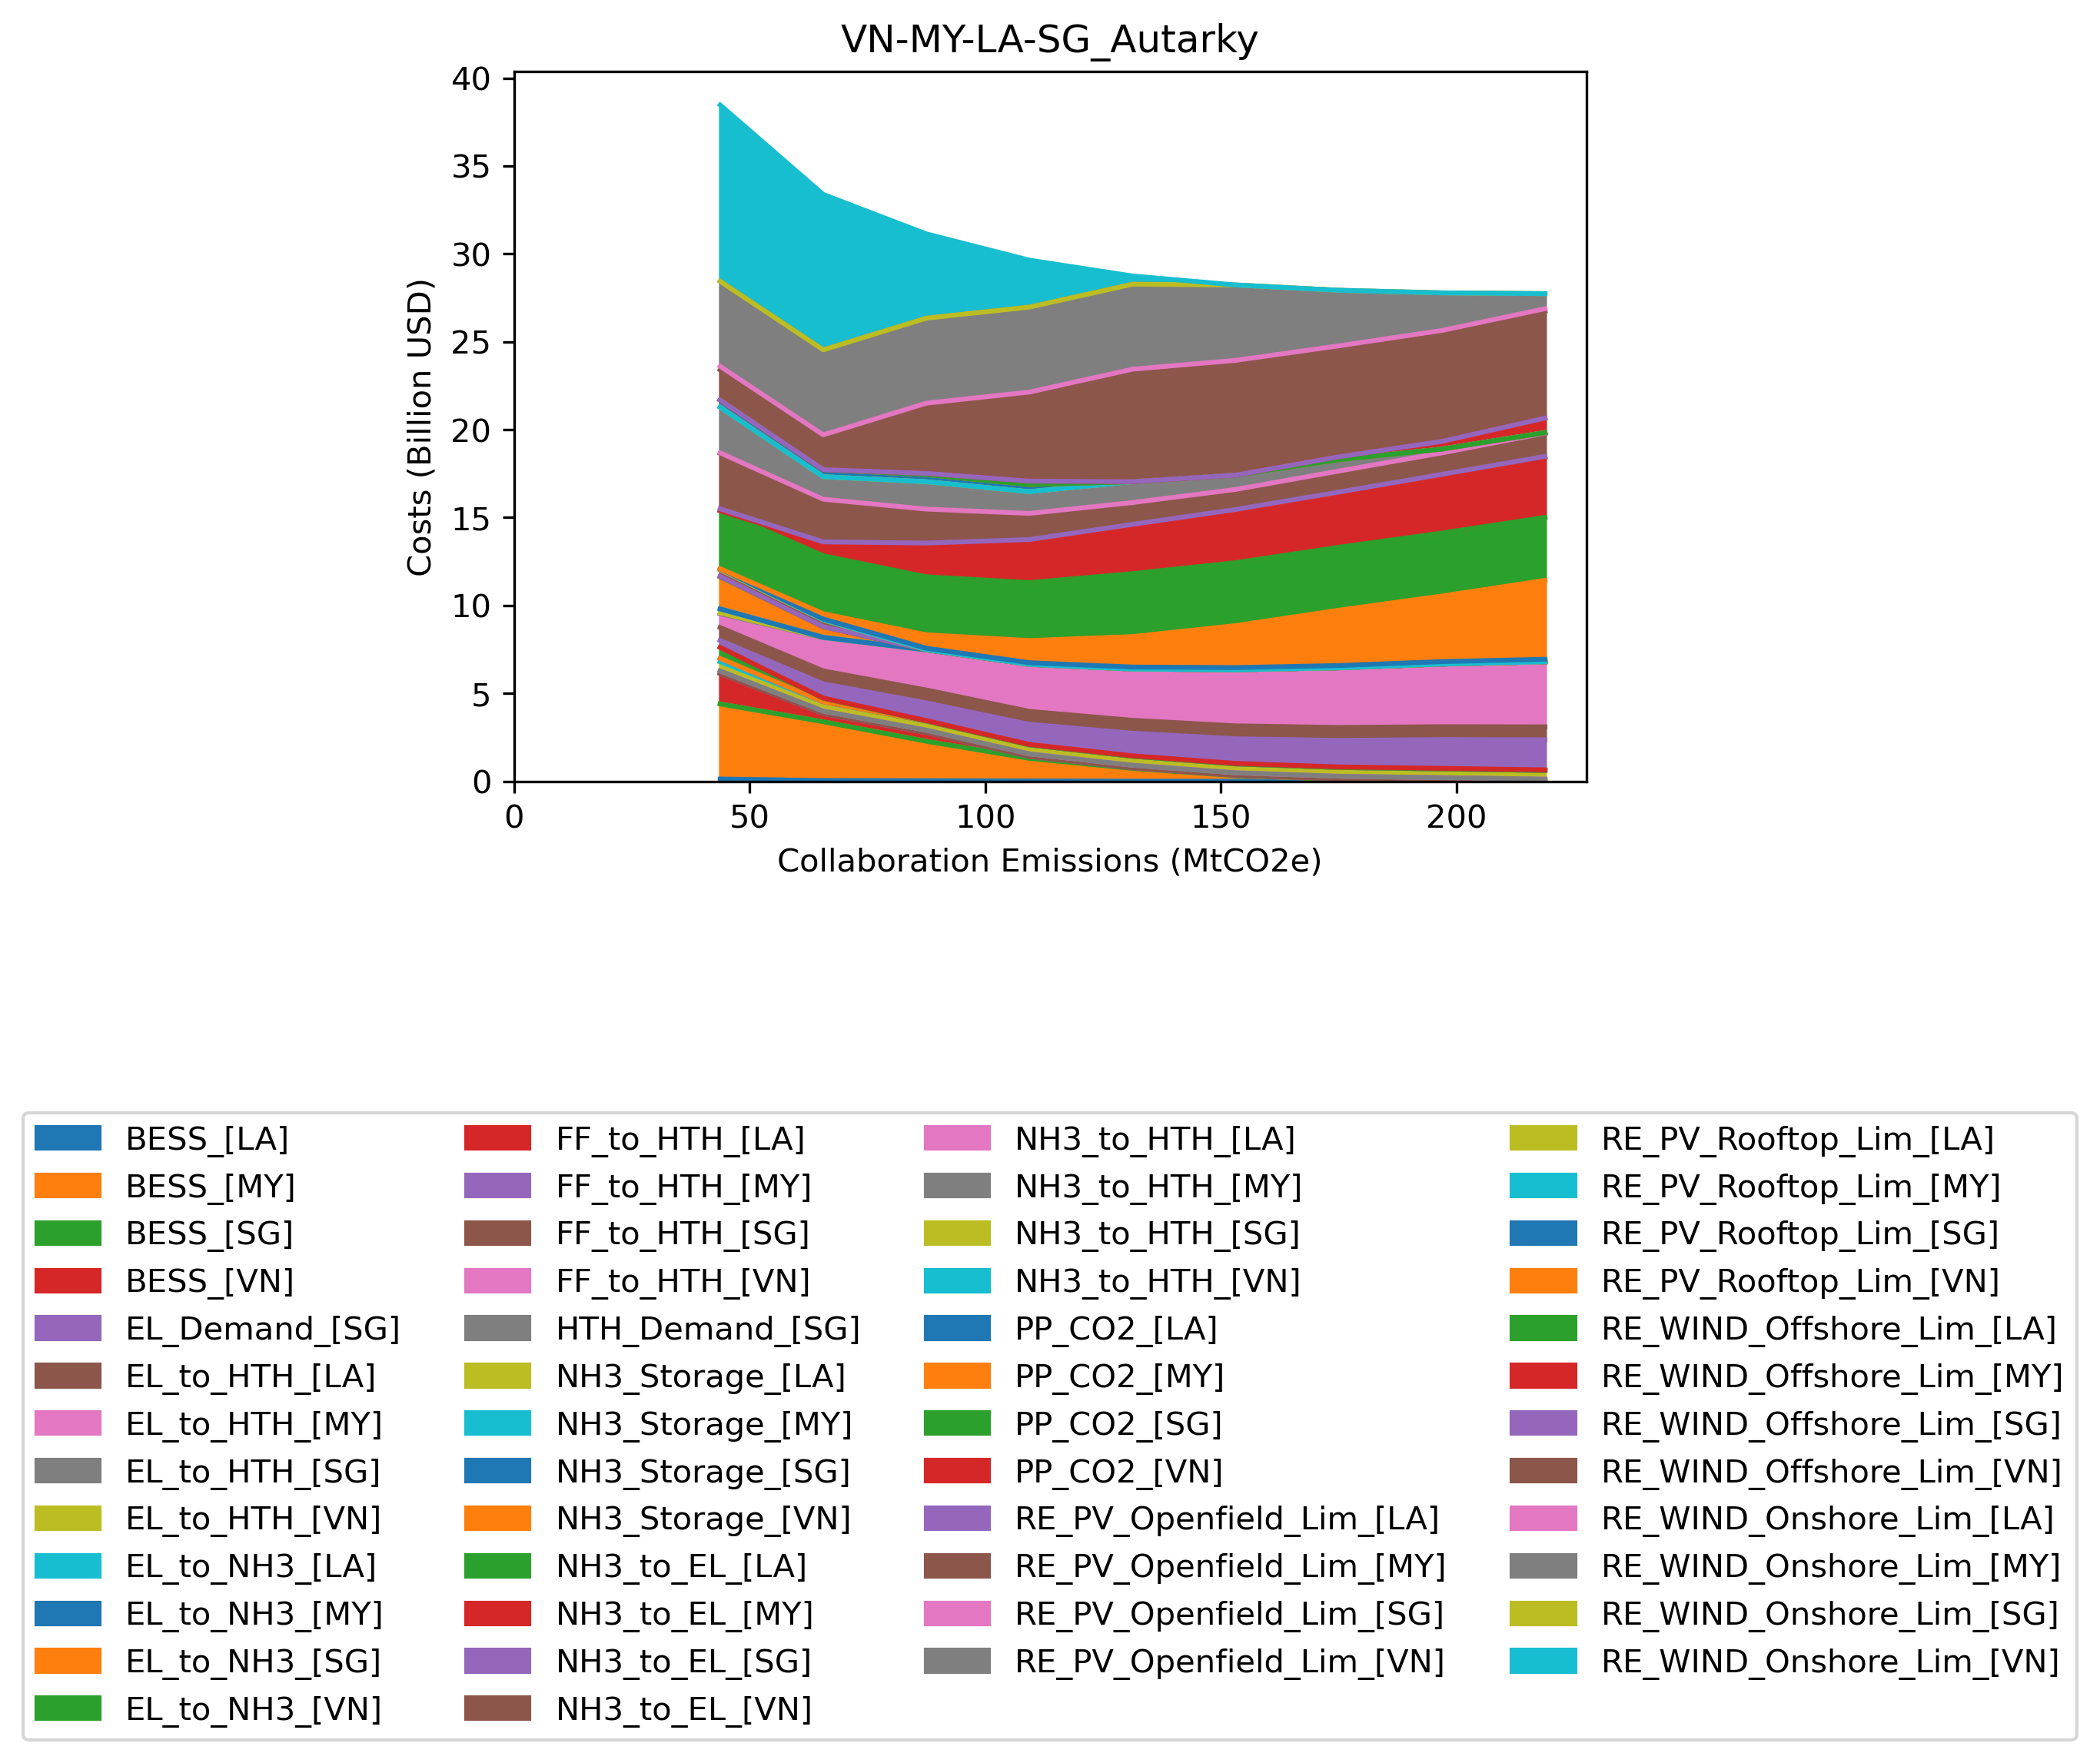 VN-MY-LA-SG_Autarky
40
35
30
25
20
15
10
5
0
Costs (Billion USD)
0 50 100 150 200
Collaboration Emissions (MtCO2e)
BESS_[LA]
BESS_[MY]
BESS_[SG]
BESS_[VN]
EL_Demand_[SG]
EL_to_HTH_[LA]
EL_to_HTH_[MY]
EL_to_HTH_[SG]
EL_to_HTH_[VN]
EL_to_NH3_[LA]
EL_to_NH3_[MY]
EL_to_NH3_[SG]
EL_to_NH3_[VN]
FF_to_HTH_[LA]
FF_to_HTH_[MY]
FF_to_HTH_[SG]
FF_to_HTH_[VN]
HTH_Demand_[SG]
NH3_Storage_[LA]
NH3_Storage_[MY]
NH3_Storage_[SG]
NH3_Storage_[VN]
NH3_to_EL_[LA]
NH3_to_EL_[MY]
NH3_to_EL_[SG]
NH3_to_EL_[VN]
NH3_to_HTH_[LA]
NH3_to_HTH_[MY]
NH3_to_HTH_[SG]
NH3_to_HTH_[VN]
PP_CO2_[LA]
PP_CO2_[MY]
PP_CO2_[SG]
PP_CO2_[VN]
RE_PV_Openfield_Lim_[LA]
RE_PV_Openfield_Lim_[MY]
RE_PV_Openfield_Lim_[SG]
RE_PV_Openfield_Lim_[VN]
RE_PV_Rooftop_Lim_[LA]
RE_PV_Rooftop_Lim_[MY]
RE_PV_Rooftop_Lim_[SG]
RE_PV_Rooftop_Lim_[VN]
RE_WIND_Offshore_Lim_[LA]
RE_WIND_Offshore_Lim_[MY]
RE_WIND_Offshore_Lim_[SG]
RE_WIND_Offshore_Lim_[VN]
RE_WIND_Onshore_Lim_[LA]
RE_WIND_Onshore_Lim_[MY]
RE_WIND_Onshore_Lim_[SG]
RE_WIND_Onshore_Lim_[VN]